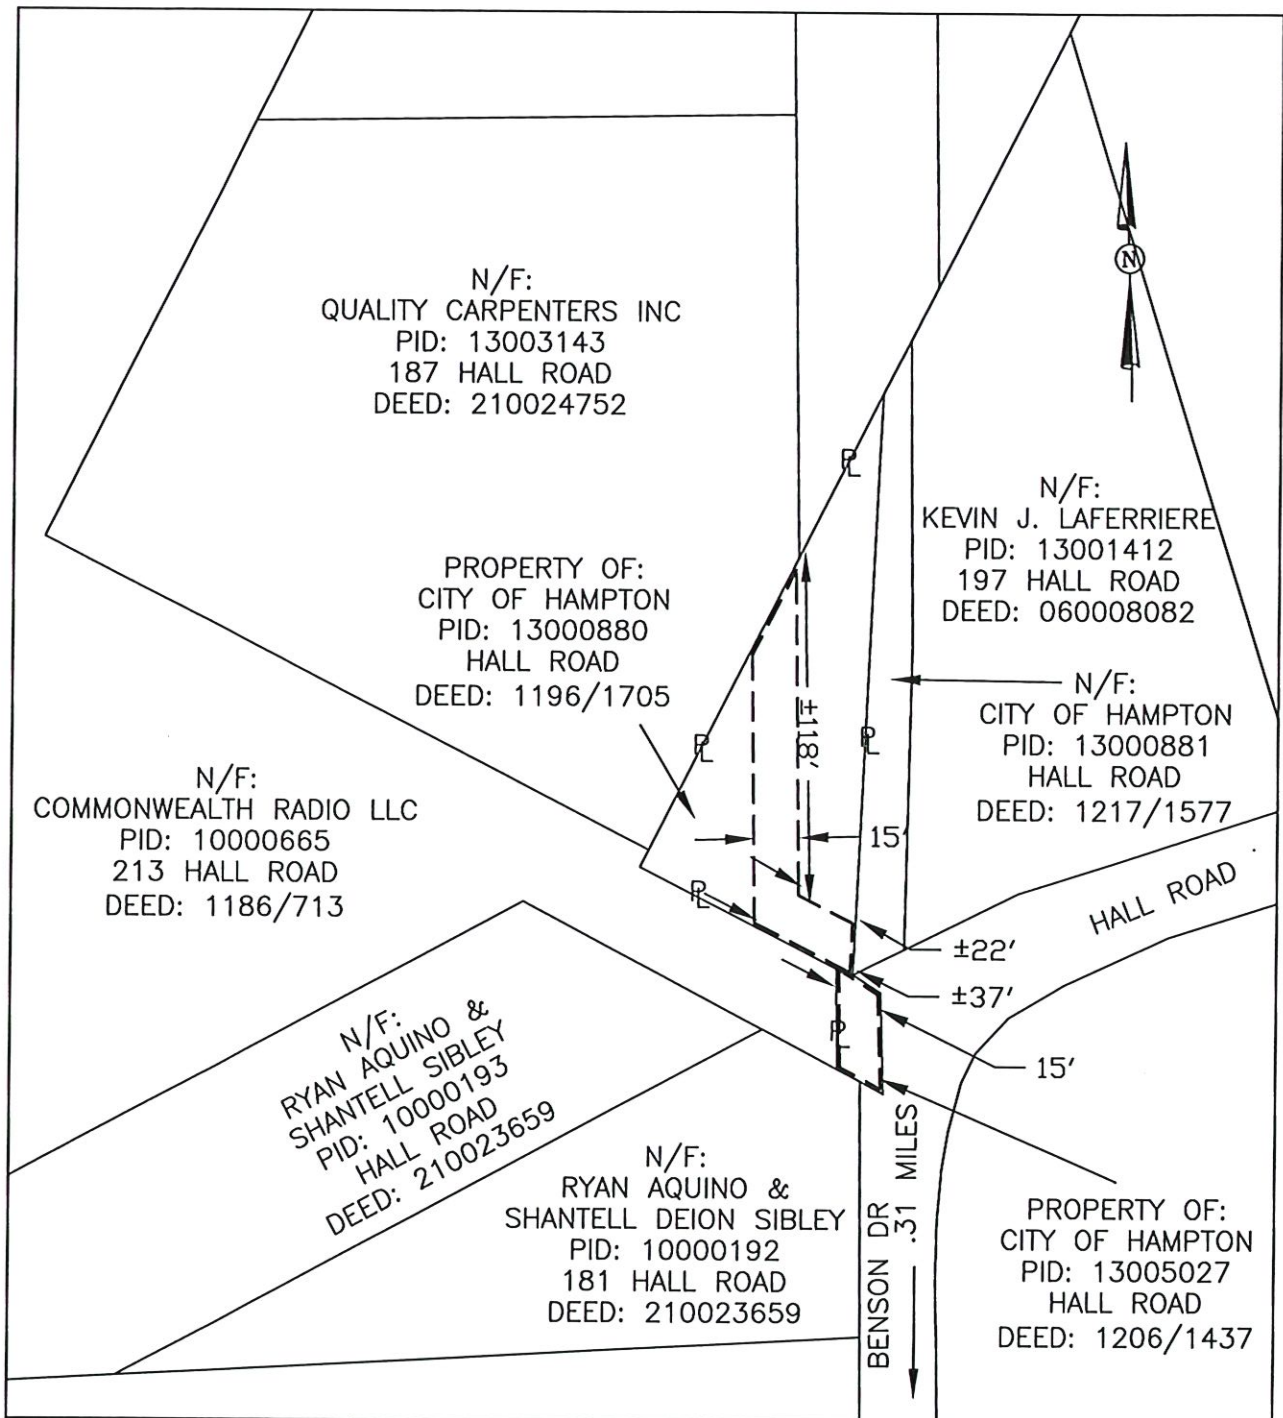 N/F:
QUALITY CARPENTERS INC
PID: 13003143
187 HALL ROAD
DEED: 210024752
N
PL
N/F:
KEVIN J. LAFERRIERE
PID: 13001412
197 HALL ROAD
DEED: 060008082
PROPERTY OF:
CITY OF HAMPTON
PID: 13000880
HALL ROAD
DEED: 1196/1705
±118'
PL
PL
N/F:
CITY OF HAMPTON
PID: 13000881
HALL ROAD
DEED: 1217/1577
N/F:
COMMONWEALTH RADIO LLC
PID: 10000665
213 HALL ROAD
DEED: 1186/713
15'
PL
HALL ROAD
±22'
±37'
PL
15'
N/F:
RYAN AQUINO &
SHANTELL SIBLEY
PID: 10000193
HALL ROAD
DEED: 210023659
N/F:
RYAN AQUINO &
SHANTELL DEION SIBLEY
PID: 10000192
181 HALL ROAD
DEED: 210023659
BENSON DR
.31 MILES
PROPERTY OF:
CITY OF HAMPTON
PID: 13005027
HALL ROAD
DEED: 1206/1437